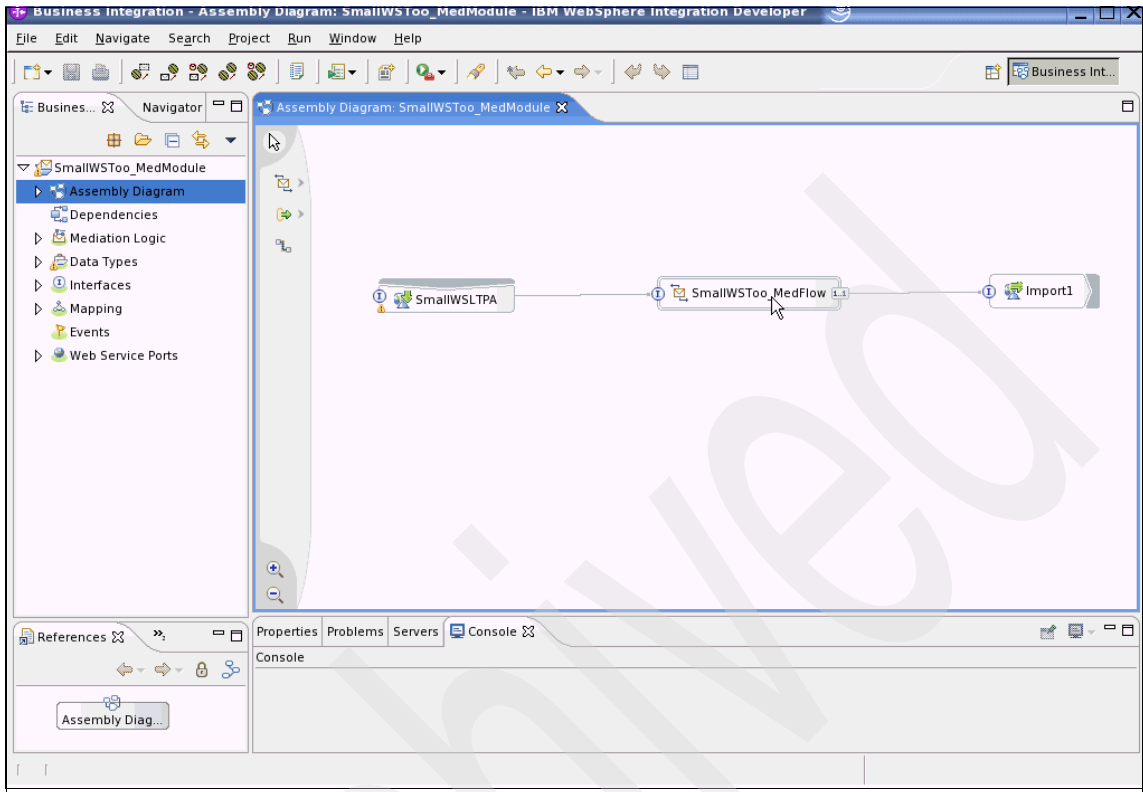 Business Integration - Assembly Diagram: SmallWSToo_MedModule - IBM WebSphere Integration Developer
File Edit Navigate Search Project Run Window Help
Business Int...
Busines... Navigator
Assembly Diagram: SmallWSToo_MedModule
SmallWSToo_MedModule
Assembly Diagram
Dependencies
Mediation Logic
Data Types
Interfaces
Mapping
Events
Web Service Ports
SmallWSLTPA
SmallWSToo_MedFlow 1..1
Import1
References
Properties Problems Servers Console
Console
Assembly Diag...